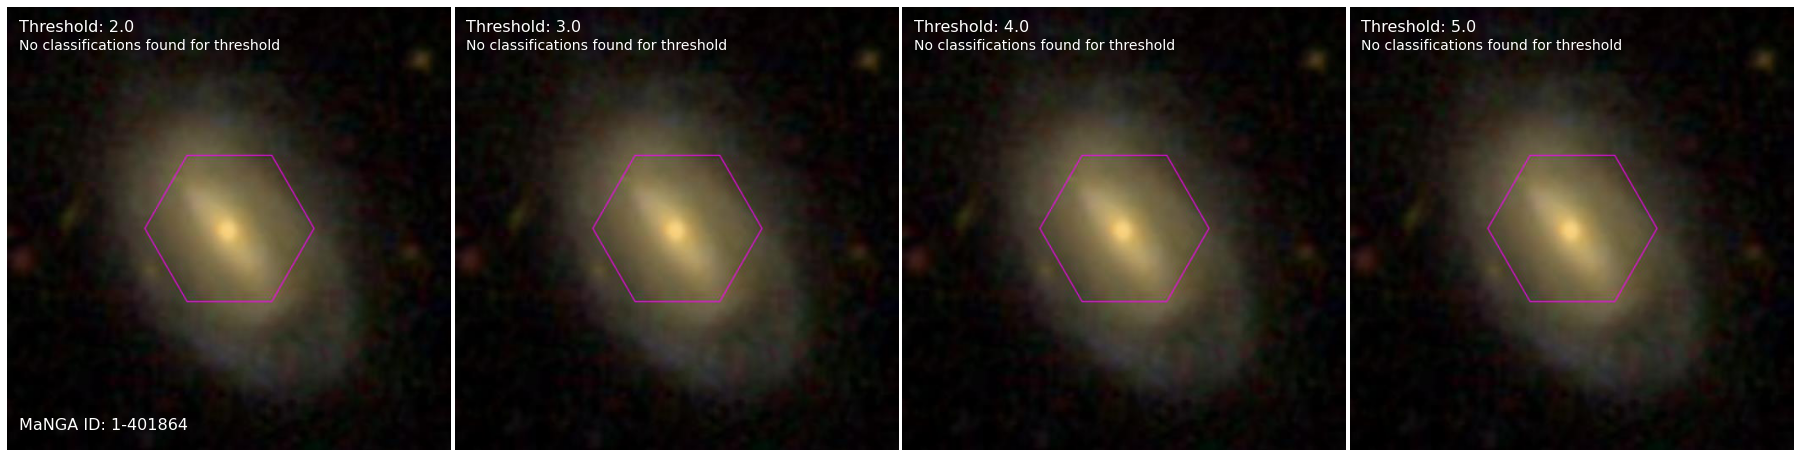 Threshold: 2.0
No classifications found for threshold
Threshold: 3.0
No classifications found for threshold
Threshold: 4.0
No classifications found for threshold
Threshold: 5.0
No classifications found for threshold
MaNGA ID: 1-401864